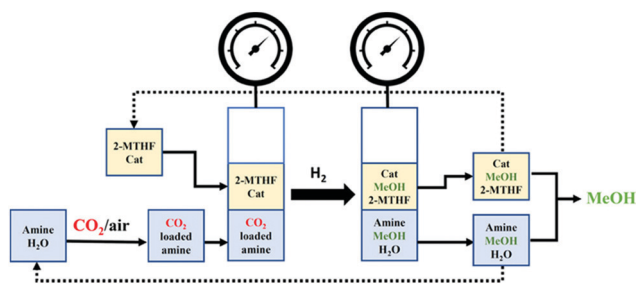 2-MTHF
Cat
Amine
H2O
CO2/air
CO2
loaded
amine
2-MTHF
Cat
CO2
loaded
amine
H2
Cat
MeOH
2-MTHF
Amine
MeOH
H2O
Cat
MeOH
2-MTHF
Amine
MeOH
H2O
MeOH